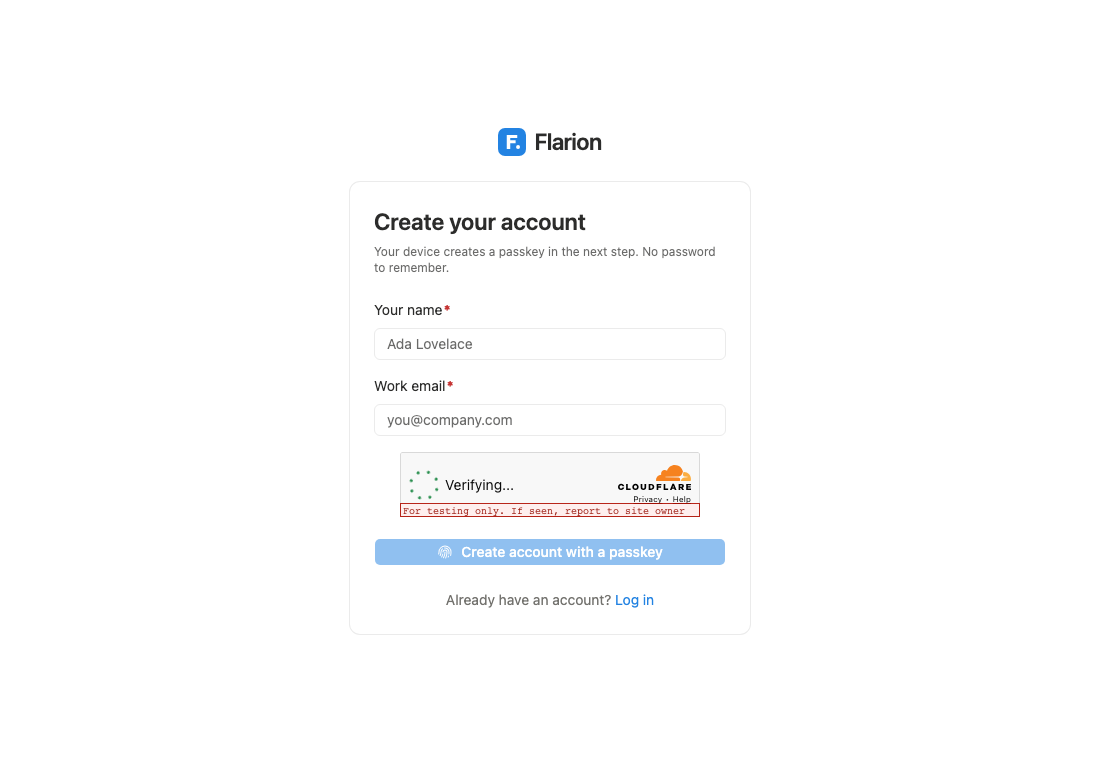 F. Flarion
Create your account
Your device creates a passkey in the next step. No password
to remember.
Your name*
Ada Lovelace
Work email*
you@company.com
Verifying...
CLOUDFLARE
Privacy • Help
For testing only. If seen, report to site owner
Create account with a passkey
Already have an account? Log in